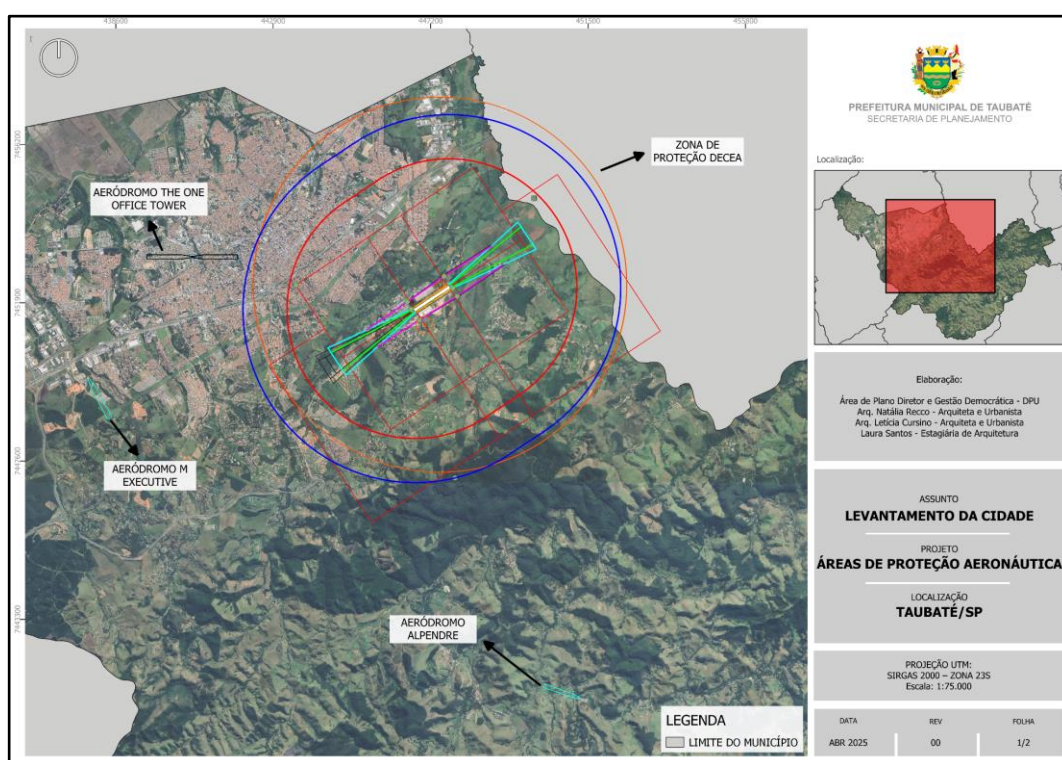 438600 442900 447200 451500 455800
7456200
7451900
7447600
ZONA DE
PROTEÇÃO DECEA
AERÓDROMO THE ONE
OFFICE TOWER
AERÓDROMO M
EXECUTIVE
AERÓDROMO
ALPENDRE
LEGENDA
LIMITE DO MUNICÍPIO
PREFEITURA MUNICIPAL DE TAUBATÉ
SECRETARIA DE PLANEJAMENTO
Localização:
Elaboração:
Área de Plano Diretor e Gestão Democrática - DPU
Arq. Natália Recco - Arquiteta e Urbanista
Arq. Letícia Cursino - Arquiteta e Urbanista
Laura Santos - Estagiária de Arquitetura
ASSUNTO
LEVANTAMENTO DA CIDADE
PROJETO
ÁREAS DE PROTEÇÃO AERONÁUTICA
LOCALIZAÇÃO
TAUBATÉ/SP
PROJEÇÃO UTM:
SIRGAS 2000 – ZONA 23S
Escala: 1:75.000
DATA REV FOLHA
ABR 2025 00 1/2